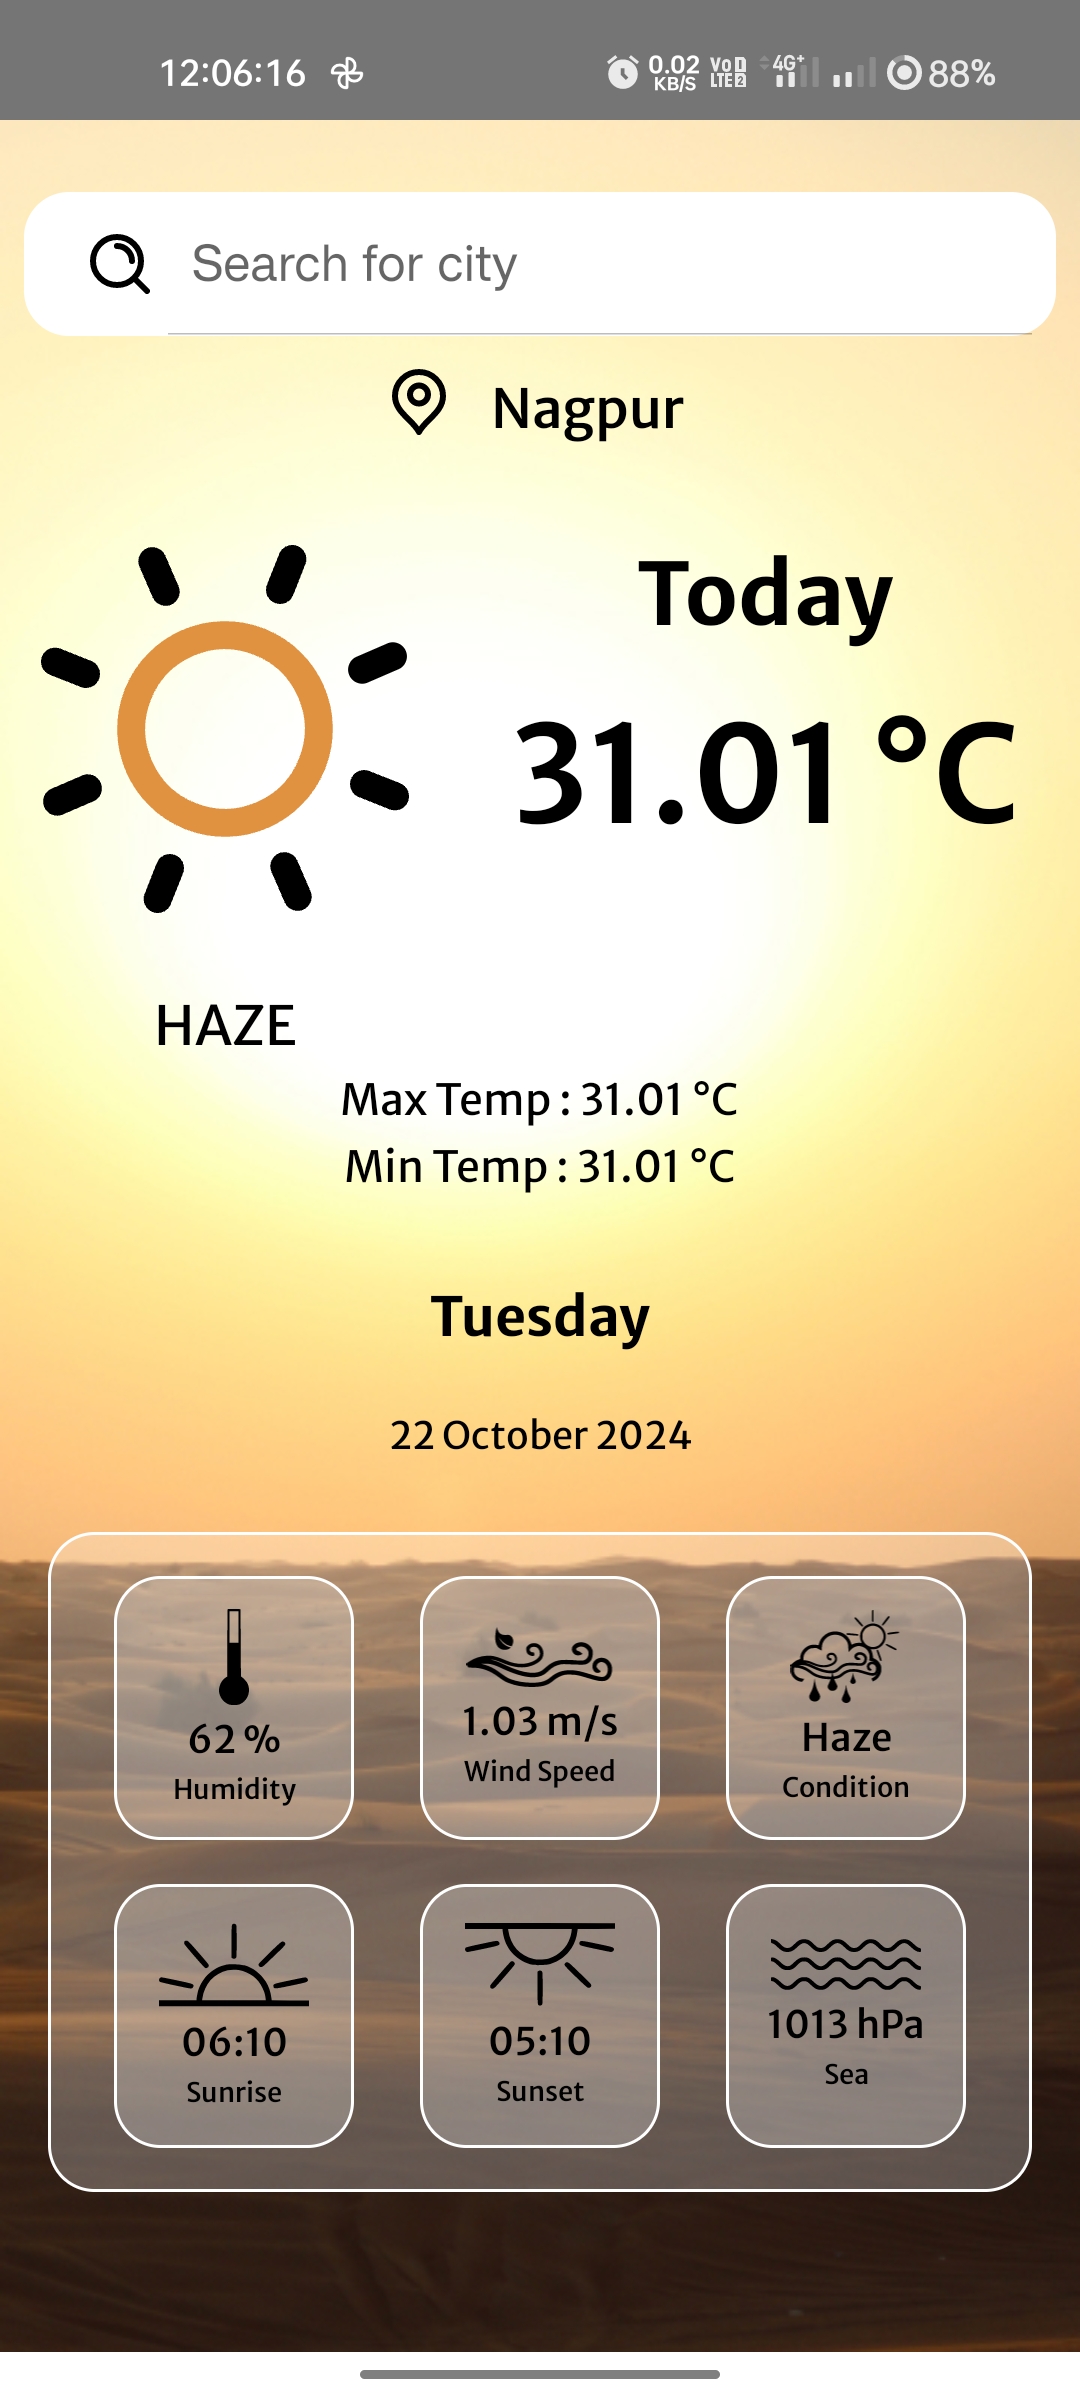 12:06:16 0.02 KB/S VoLTE 1 2 4G+ 88%
Search for city
Nagpur
Today
31.01 °C
HAZE
Max Temp : 31.01 °C
Min Temp : 31.01 °C
Tuesday
22 October 2024
62 %
Humidity
1.03 m/s
Wind Speed
Haze
Condition
06:10
Sunrise
05:10
Sunset
1013 hPa
Sea